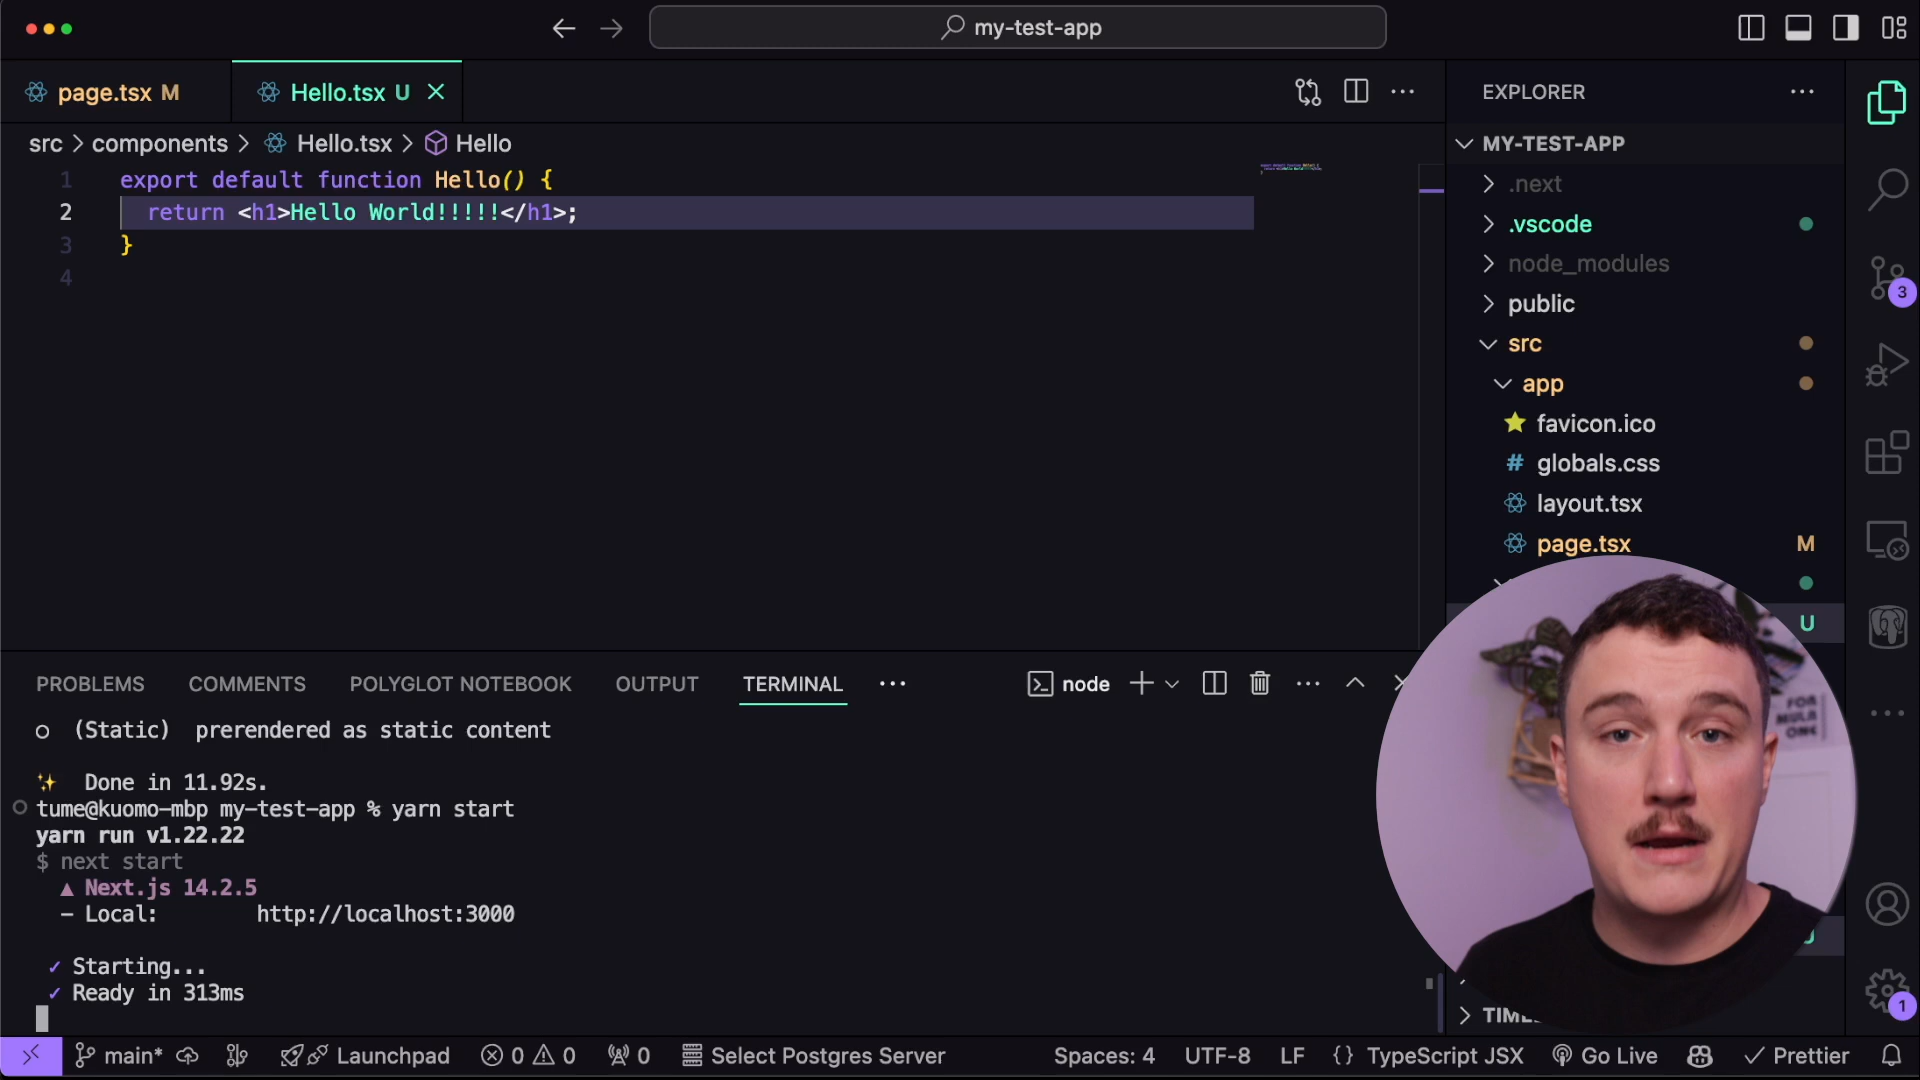 my-test-app
page.tsx M
Hello.tsx U
src > components > Hello.tsx > Hello
1 export default function Hello() {
2 return <h1>Hello World!!!!!</h1>;
3 }
4
EXPLORER
MY-TEST-APP
.next
.vscode
node_modules
public
src
app
favicon.ico
globals.css
layout.tsx
page.tsx M
U
3
PROBLEMS COMMENTS POLYGLOT NOTEBOOK OUTPUT TERMINAL
node
○ (Static) prerendered as static content
✨ Done in 11.92s.
tume@kuomo-mbp my-test-app % yarn start
yarn run v1.22.22
$ next start
▲ Next.js 14.2.5
- Local: http://localhost:3000
✓ Starting...
✓ Ready in 313ms
FOR
MULA
ONE
1
main* Launchpad 0 0 0 Select Postgres Server Spaces: 4 UTF-8 LF {} TypeScript JSX Go Live Prettier